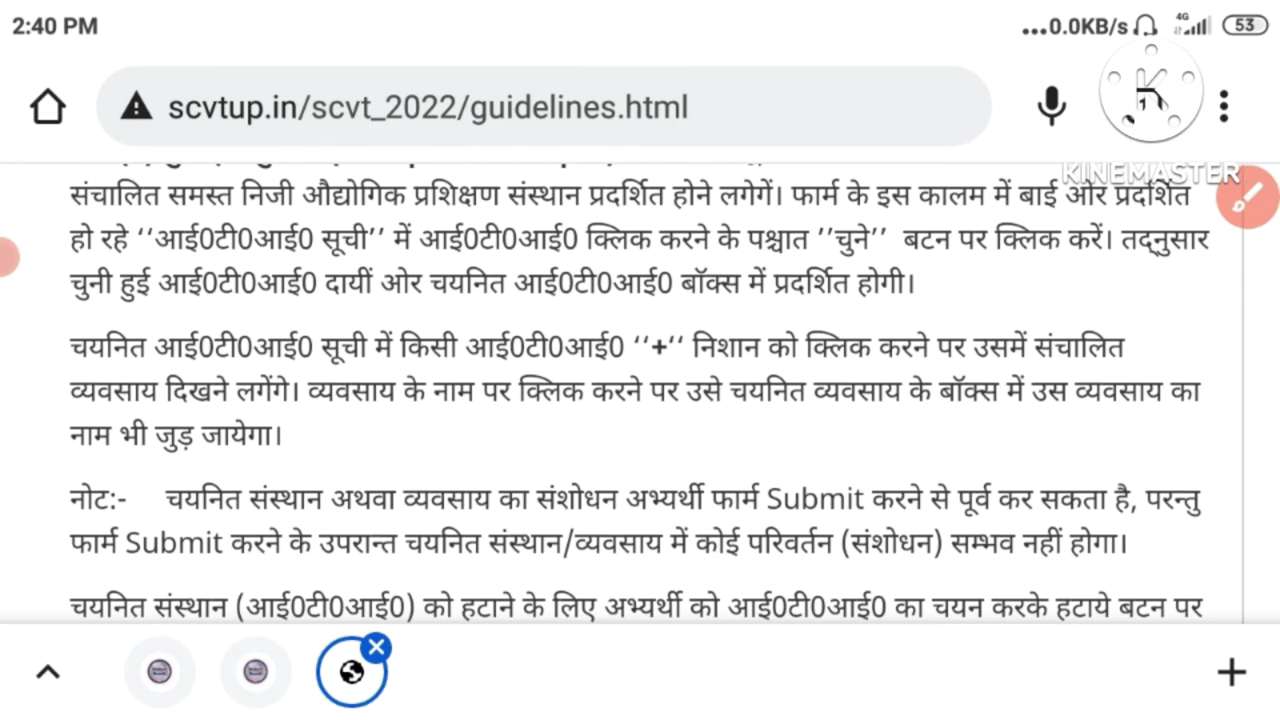 2:40 PM
...0.0KB/s 4G 53
scvtup.in/scvt_2022/guidelines.html
KINEMASTER
संचालित समस्त निजी औद्योगिक प्रशिक्षण संस्थान प्रदर्शित होने लगेगें। फार्म के इस कालम में बाई ओर प्रदर्शित
हो रहे ‘‘आई0टी0आई0 सूची’’ में आई0टी0आई0 क्लिक करने के पश्चात ’’चुने’’ बटन पर क्लिक करें। तद्नुसार
चुनी हुई आई0टी0आई0 दायीं ओर चयनित आई0टी0आई0 बॉक्स में प्रदर्शित होगी।
चयनित आई0टी0आई0 सूची में किसी आई0टी0आई0 ‘‘+‘‘ निशान को क्लिक करने पर उसमें संचालित
व्यवसाय दिखने लगेंगे। व्यवसाय के नाम पर क्लिक करने पर उसे चयनित व्यवसाय के बॉक्स में उस व्यवसाय का
नाम भी जुड़ जायेगा।
नोट:- चयनित संस्थान अथवा व्यवसाय का संशोधन अभ्यर्थी फार्म Submit करने से पूर्व कर सकता है, परन्तु
फार्म Submit करने के उपरान्त चयनित संस्थान/व्यवसाय में कोई परिवर्तन (संशोधन) सम्भव नहीं होगा।
चयनित संस्थान (आई0टी0आई0) को हटाने के लिए अभ्यर्थी को आई0टी0आई0 का चयन करके हटाये बटन पर